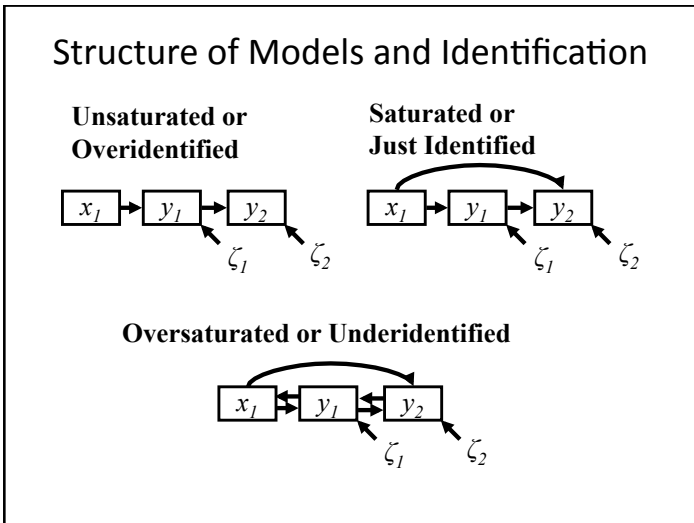 Structure of Models and Identification
Unsaturated or
Overidentified
x1 y1 y2
ζ1 ζ2
Saturated or
Just Identified
x1 y1 y2
ζ1 ζ2
Oversaturated or Underidentified
x1 y1 y2
ζ1 ζ2